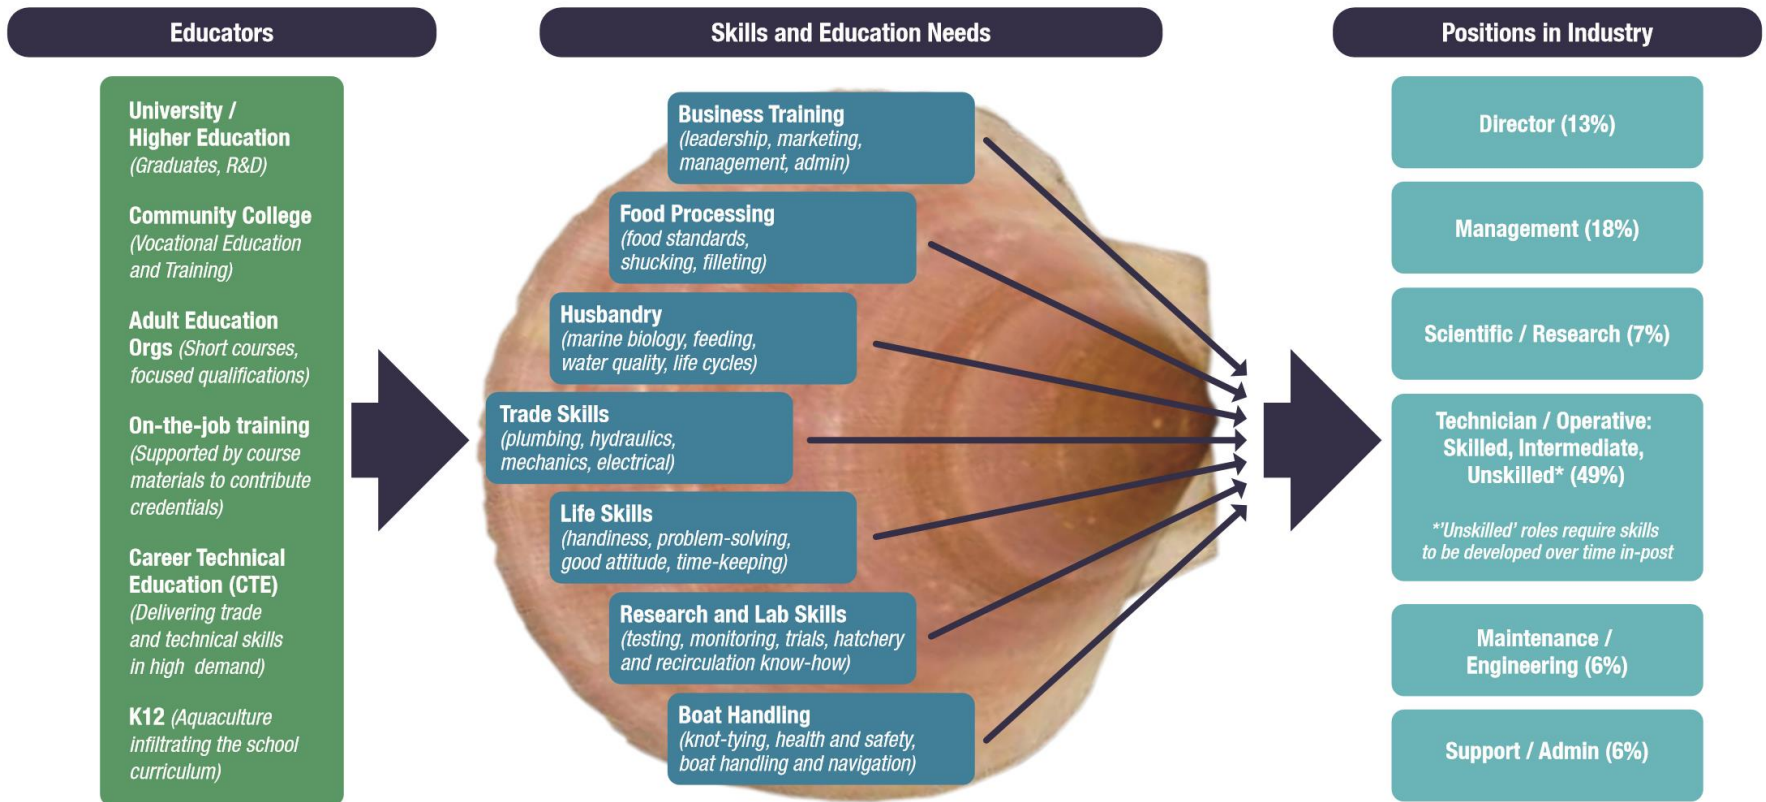 Educators
University /
Higher Education
(Graduates, R&D)
Community College
(Vocational Education
and Training)
Adult Education
Orgs (Short courses,
focused qualifications)
On-the-job training
(Supported by course
materials to contribute
credentials)
Career Technical
Education (CTE)
(Delivering trade
and technical skills
in high demand)
K12 (Aquaculture
infiltrating the school
curriculum)
Skills and Education Needs
Business Training
(leadership, marketing,
management, admin)
Food Processing
(food standards,
shucking, filleting)
Husbandry
(marine biology, feeding,
water quality, life cycles)
Trade Skills
(plumbing, hydraulics,
mechanics, electrical)
Life Skills
(handiness, problem-solving,
good attitude, time-keeping)
Research and Lab Skills
(testing, monitoring, trials, hatchery
and recirculation know-how)
Boat Handling
(knot-tying, health and safety,
boat handling and navigation)
Positions in Industry
Director (13%)
Management (18%)
Scientific / Research (7%)
Technician / Operative:
Skilled, Intermediate,
Unskilled* (49%)
*'Unskilled' roles require skills
to be developed over time in-post
Maintenance /
Engineering (6%)
Support / Admin (6%)